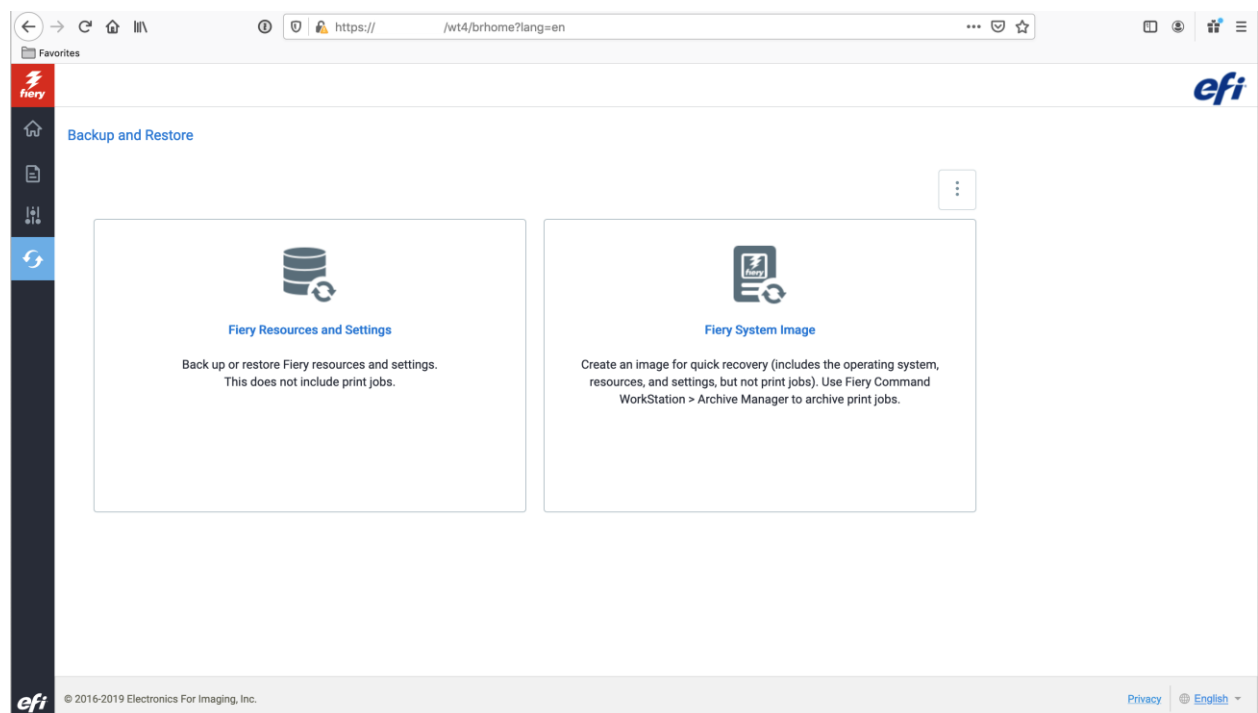 https:// /wt4/brhome?lang=en
Favorites
fiery
efi
Backup and Restore
fiery
Fiery Resources and Settings
Back up or restore Fiery resources and settings.
This does not include print jobs.
Fiery System Image
Create an image for quick recovery (includes the operating system,
resources, and settings, but not print jobs). Use Fiery Command
WorkStation > Archive Manager to archive print jobs.
efi
© 2016-2019 Electronics For Imaging, Inc.
Privacy
English